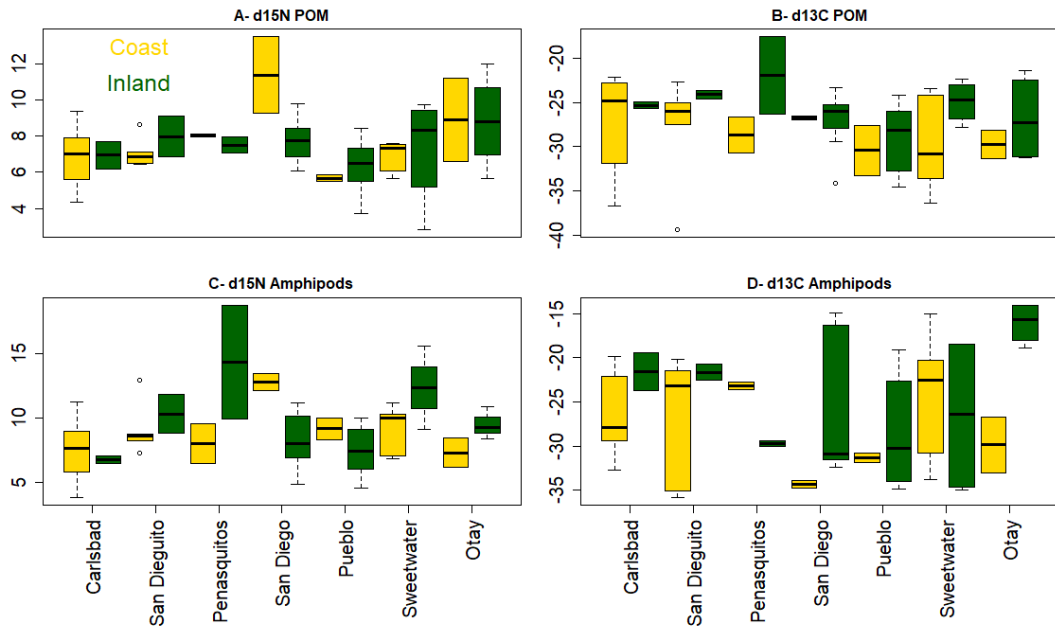 A- d15N POM
B- d13C POM
Coast
Inland
12
10
8
6
4
-20
-25
-30
-35
-40
C- d15N Amphipods
D- d13C Amphipods
15
10
5
-15
-20
-25
-30
-35
Carlsbad
San Dieguito
Penasquitos
San Diego
Pueblo
Sweetwater
Otay
Carlsbad
San Dieguito
Penasquitos
San Diego
Pueblo
Sweetwater
Otay